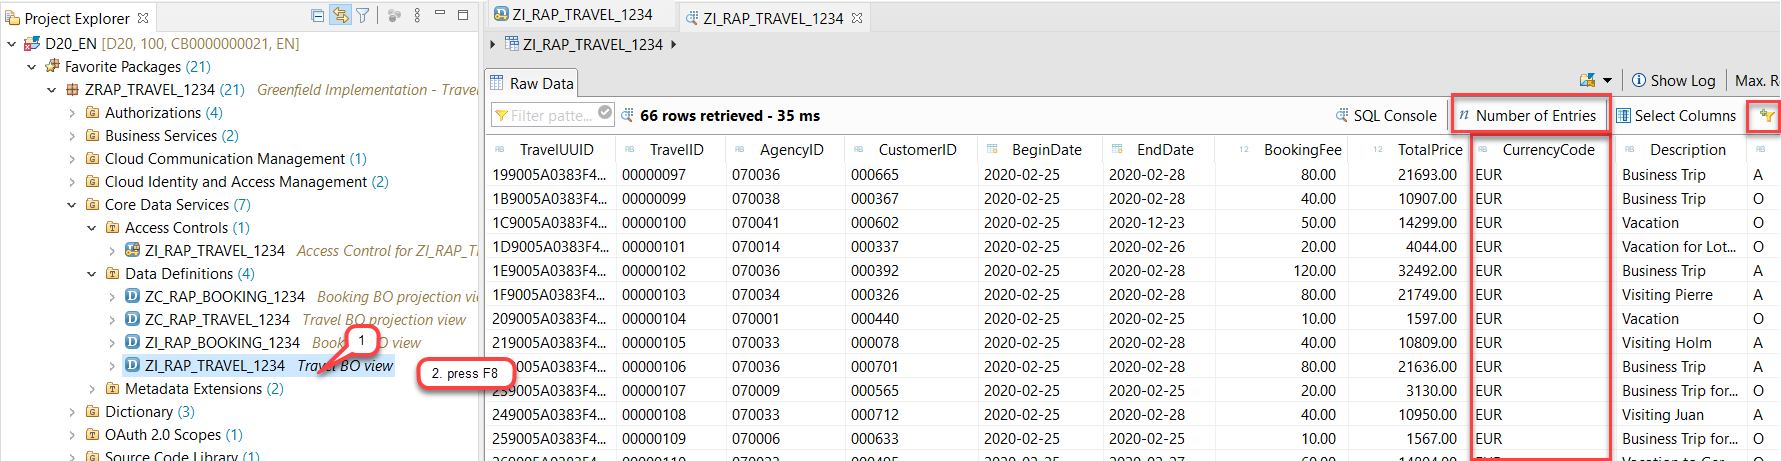 Project Explorer
D20_EN [D20, 100, CB0000000021, EN]
Favorite Packages (21)
ZRAP_TRAVEL_1234 (21) Greenfield Implementation - Trave
Authorizations (4)
Business Services (2)
Cloud Communication Management (1)
Cloud Identity and Access Management (2)
Core Data Services (7)
Access Controls (1)
ZI_RAP_TRAVEL_1234 Access Control for ZI_RAP_T
Data Definitions (4)
ZC_RAP_BOOKING_1234 Booking BO projection vi
ZC_RAP_TRAVEL_1234 Travel BO projection view
ZI_RAP_BOOKING_1234 Book O view
ZI_RAP_TRAVEL_1234 Travel BO view
Metadata Extensions (2)
Dictionary (3)
OAuth 2.0 Scopes (1)
Source Code Library (1)
1
2. press F8
ZI_RAP_TRAVEL_1234 ZI_RAP_TRAVEL_1234
ZI_RAP_TRAVEL_1234
Raw Data
Show Log Max. R
Filter patte... 66 rows retrieved - 35 ms SQL Console n Number of Entries Select Columns
TravelUUID TravelID AgencyID CustomerID BeginDate EndDate BookingFee TotalPrice CurrencyCode Description
199005A0383F4... 00000097 070036 000665 2020-02-25 2020-02-28 80.00 21693.00 EUR Business Trip A
1B9005A0383F4... 00000099 070038 000367 2020-02-25 2020-02-28 40.00 10907.00 EUR Business Trip O
1C9005A0383F4... 00000100 070041 000602 2020-02-25 2020-12-23 50.00 14299.00 EUR Vacation O
1D9005A0383F4... 00000101 070014 000337 2020-02-25 2020-02-26 20.00 4044.00 EUR Vacation for Lot... O
1E9005A0383F4... 00000102 070036 000392 2020-02-25 2020-02-28 120.00 32492.00 EUR Business Trip A
1F9005A0383F4... 00000103 070034 000326 2020-02-25 2020-02-28 80.00 21749.00 EUR Visiting Pierre A
209005A0383F4... 00000104 070001 000440 2020-02-25 2020-02-28 10.00 1597.00 EUR Vacation O
219005A0383F4... 00000105 070033 000078 2020-02-25 2020-02-28 40.00 10809.00 EUR Visiting Holm A
9005A0383F4... 00000106 070036 000701 2020-02-25 2020-02-28 80.00 21636.00 EUR Business Trip A
239005A0383F4... 00000107 070009 000565 2020-02-25 2020-02-28 20.00 3130.00 EUR Business Trip for... O
249005A0383F4... 00000108 070033 000712 2020-02-25 2020-02-28 40.00 10950.00 EUR Visiting Juan A
259005A0383F4... 00000109 070006 000633 2020-02-25 2020-02-28 10.00 1567.00 EUR Business Trip for... O